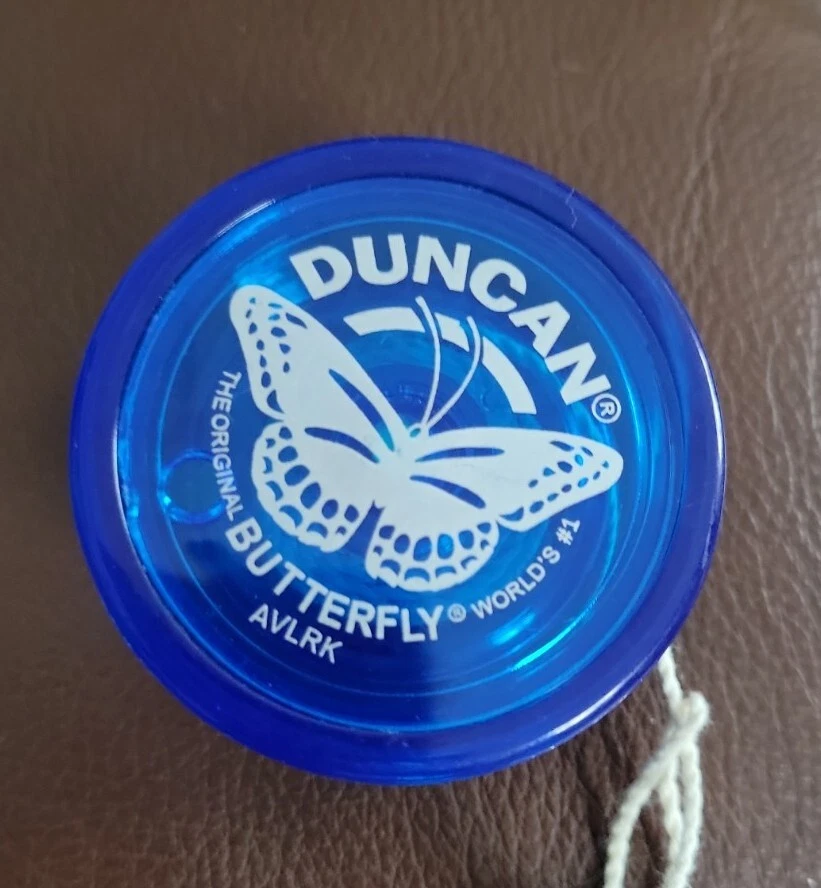 DUNCAN®
THE ORIGINAL BUTTERFLY® WORLD'S #1
AVLRK